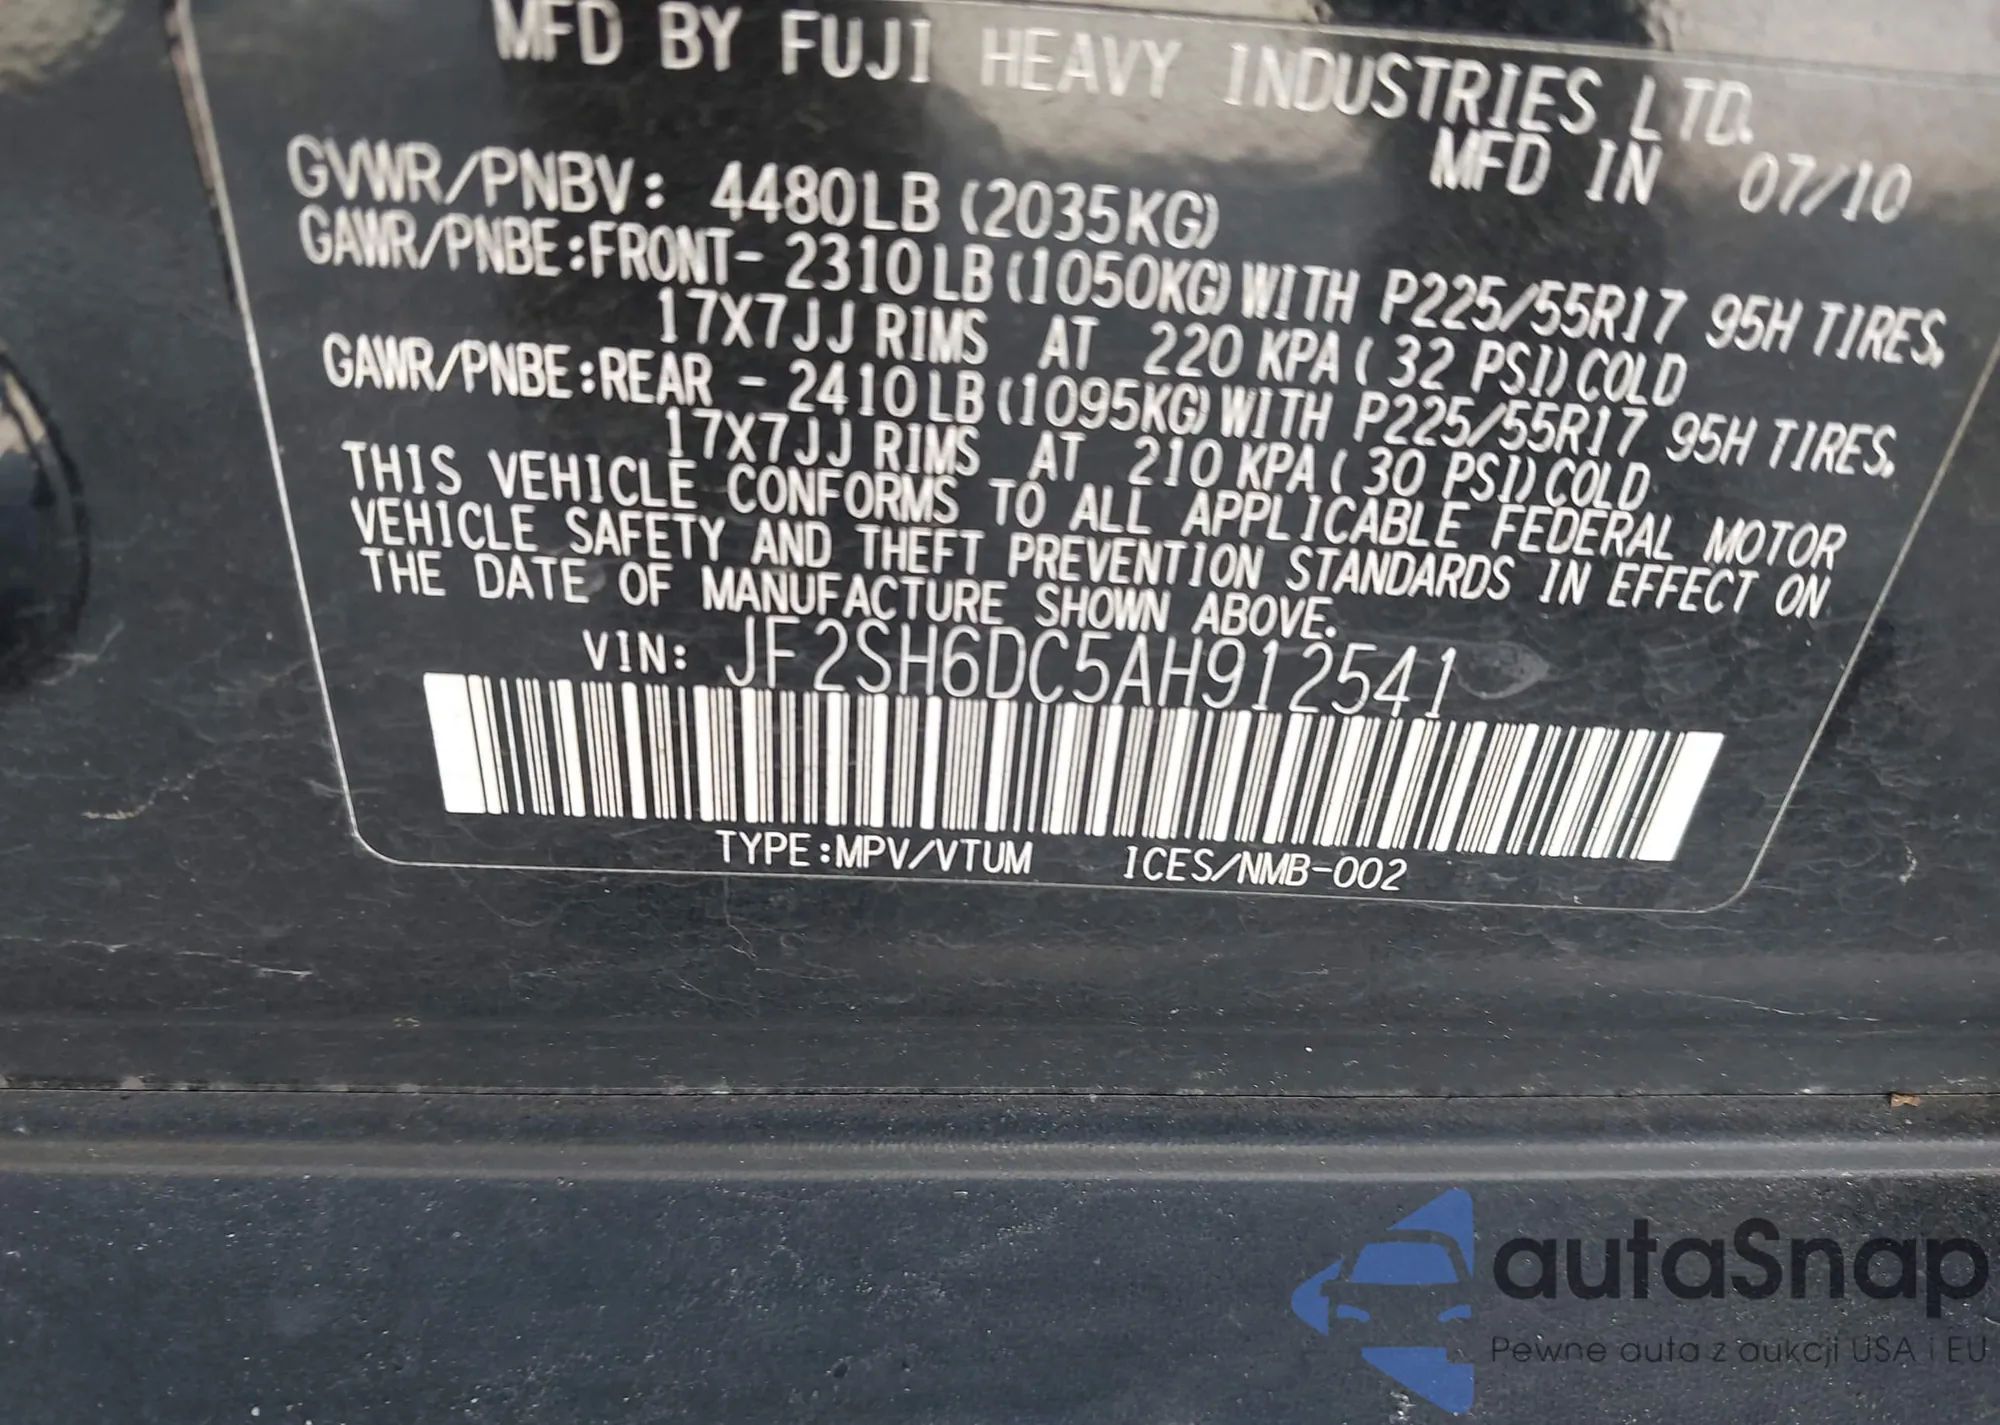 MFD BY FUJI HEAVY INDUSTRIES LTD.
MFD IN 07/10
GVWR/PNBV: 4480LB (2035KG)
GAWR/PNBE:FRONT- 2310LB (1050KG) WITH P225/55R17 95H TIRES,
17X7JJ RIMS AT 220 KPA ( 32 PSI) COLD
GAWR/PNBE:REAR - 2410LB (1095KG) WITH P225/55R17 95H TIRES,
17X7JJ RIMS AT 210 KPA ( 30 PSI) COLD
THIS VEHICLE CONFORMS TO ALL APPLICABLE FEDERAL MOTOR
VEHICLE SAFETY AND THEFT PREVENTION STANDARDS IN EFFECT ON
THE DATE OF MANUFACTURE SHOWN ABOVE.
VIN: JF2SH6DC5AH912541
TYPE:MPV/VTUM ICES/NMB-002
autaSnap
Pewne auta z aukcji USA i EU